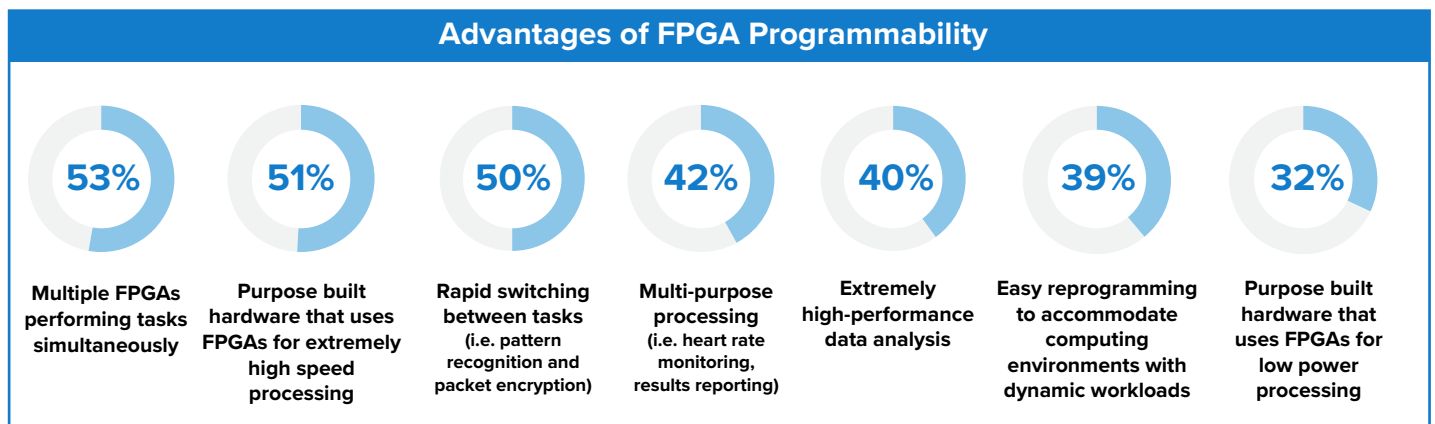 Advantages of FPGA Programmability
53%
Multiple FPGAs
performing tasks
simultaneously
51%
Purpose built
hardware that uses
FPGAs for extremely
high speed
processing
50%
Rapid switching
between tasks
(i.e. pattern
recognition and
packet encryption)
42%
Multi-purpose
processing
(i.e. heart rate
monitoring,
results reporting)
40%
Extremely
high-performance
data analysis
39%
Easy reprogramming
to accommodate
computing
environments with
dynamic workloads
32%
Purpose built
hardware that
uses FPGAs for
low power
processing